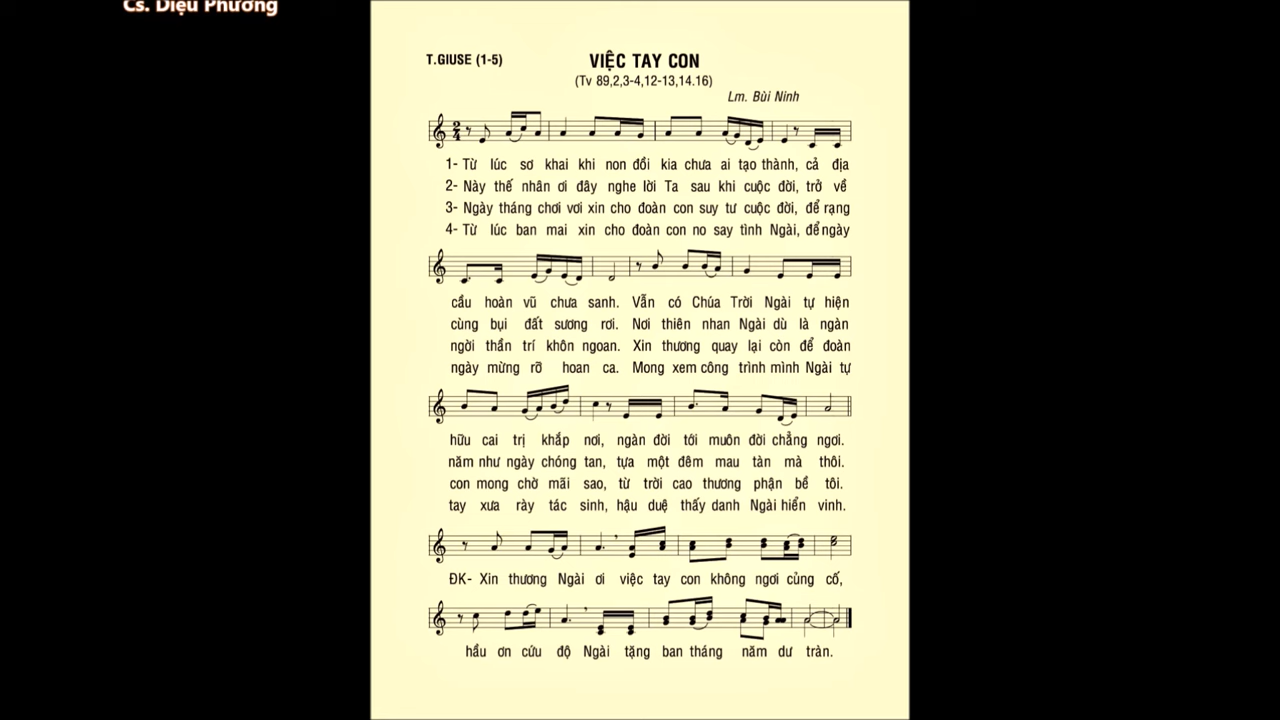 Cs. Diệu Phương
T.GIUSE (1-5)
VIỆC TAY CON
(Tv 89,2,3-4,12-13,14.16)
Lm. Bùi Ninh
2
4
1- Từ lúc sơ khai khi non đồi kia chưa ai tạo thành, cả địa
2- Này thế nhân ơi đây nghe lời Ta sau khi cuộc đời, trở về
3- Ngày tháng chơi vơi xin cho đoàn con suy tư cuộc đời, để rạng
4- Từ lúc ban mai xin cho đoàn con no say tình Ngài, để ngày
cầu hoàn vũ chưa sanh. Vẫn có Chúa Trời Ngài tự hiện
cùng bụi đất sương rơi. Nơi thiên nhan Ngài dù là ngàn
ngời thần trí khôn ngoan. Xin thương quay lại còn để đoàn
ngày mừng rỡ hoan ca. Mong xem công trình mình Ngài tự
hữu cai trị khắp nơi, ngàn đời tới muôn đời chẳng ngơi.
năm như ngày chóng tan, tựa một đêm mau tàn mà thôi.
con mong chờ mãi sao, từ trời cao thương phận bề tôi.
tay xưa rày tác sinh, hậu duệ thấy danh Ngài hiển vinh.
ĐK- Xin thương Ngài ơi việc tay con không ngơi củng cố,
hầu ơn cứu độ Ngài tặng ban tháng năm dư tràn.